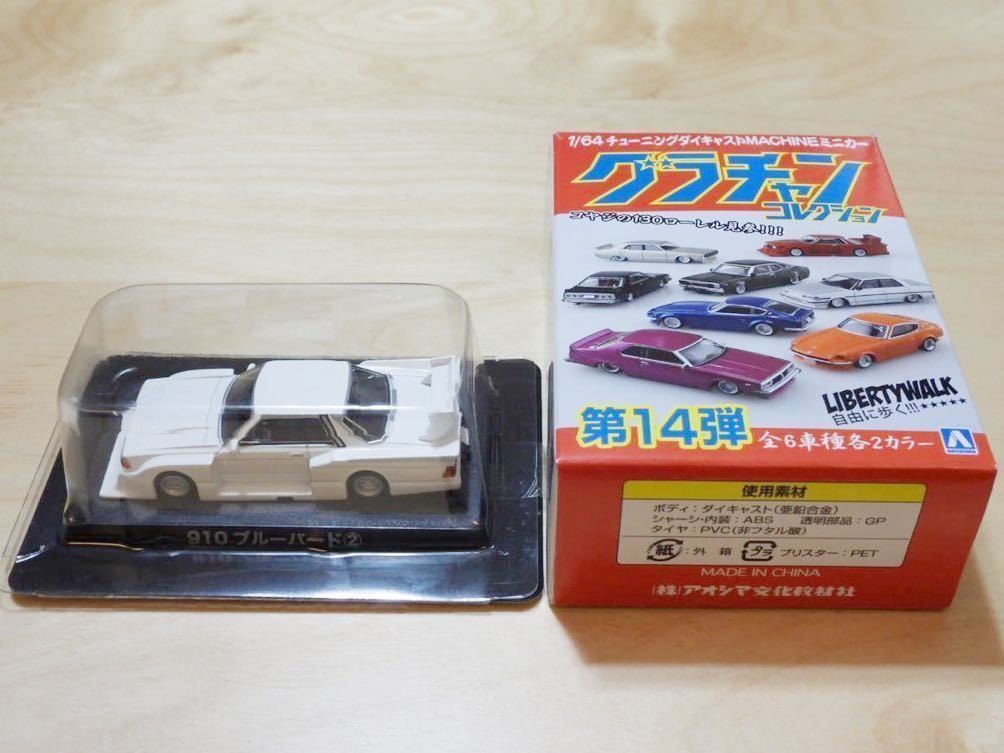 1/64 チューニングダイキャストMACHINEミニカー
グラチャン
コレクション
コヤジの130ローレル見参!!!
LIBERTYWALK
自由に歩く!!!★★★★★
第14弾
全6車種各2カラー
使用素材
ボディ:ダイキャスト(亜鉛合金)
シャーシ・内装:ABS 透明部品:GP
タイヤ:PVC(非フタル酸)
紙:外 箱 プラ ブリスター:PET
MADE IN CHINA
(株)アオシマ文化教材社
910 ブルーバード②